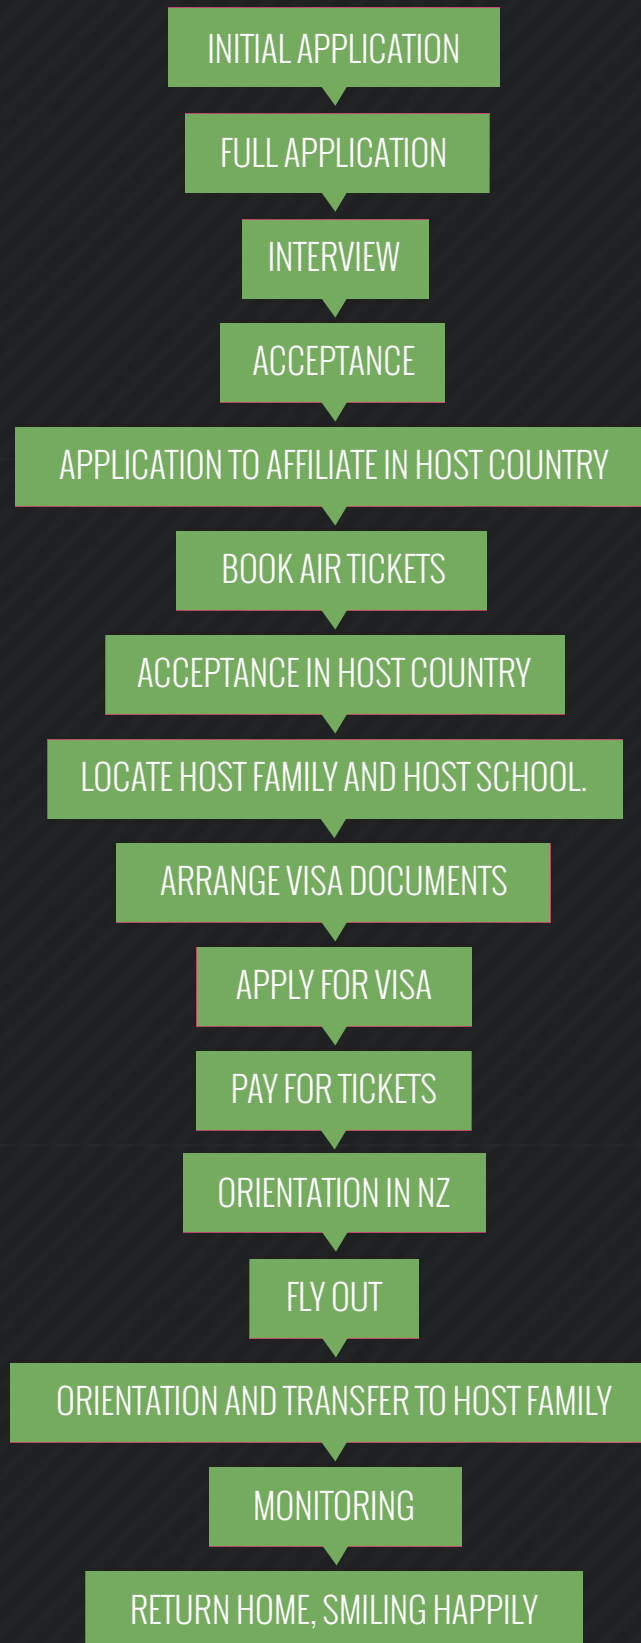 INITIAL APPLICATION
FULL APPLICATION
INTERVIEW
ACCEPTANCE
APPLICATION TO AFFILIATE IN HOST COUNTRY
BOOK AIR TICKETS
ACCEPTANCE IN HOST COUNTRY
LOCATE HOST FAMILY AND HOST SCHOOL.
ARRANGE VISA DOCUMENTS
APPLY FOR VISA
PAY FOR TICKETS
ORIENTATION IN NZ
FLY OUT
ORIENTATION AND TRANSFER TO HOST FAMILY
MONITORING
RETURN HOME, SMILING HAPPILY